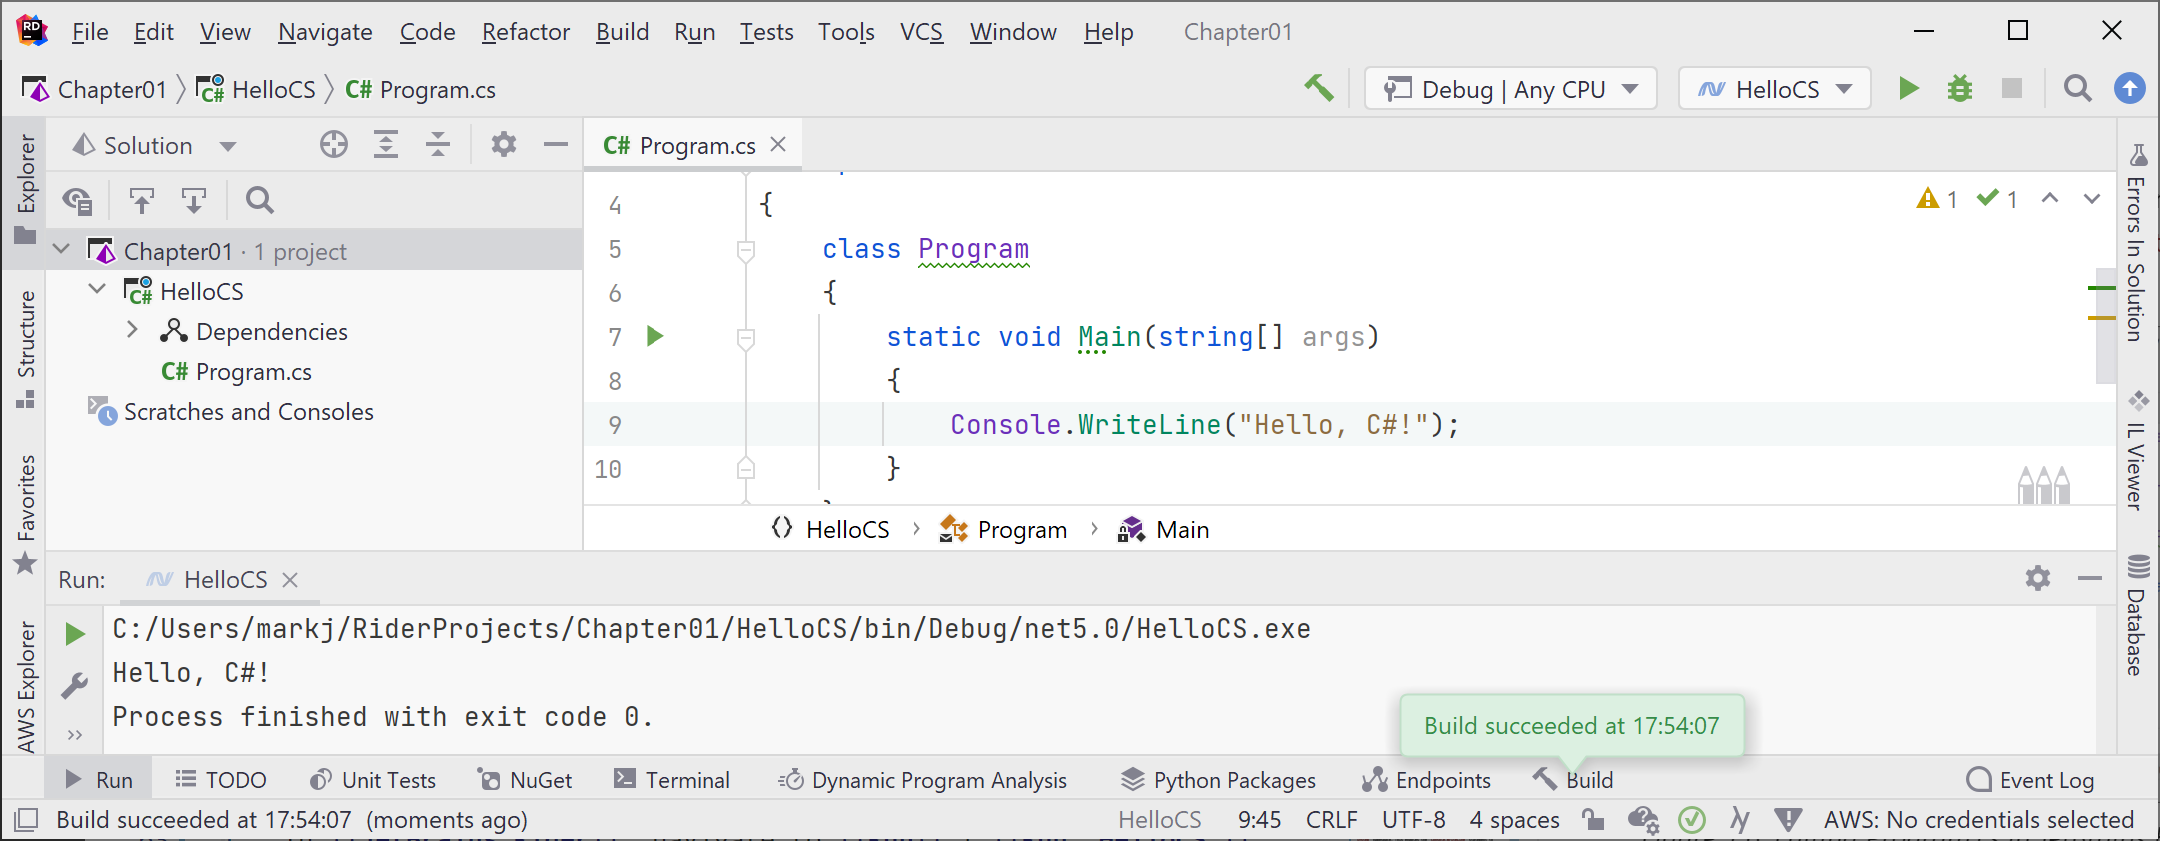 File Edit View Navigate Code Refactor Build Run Tests Tools VCS Window Help Chapter01
Chapter01 HelloCS C# Program.cs Debug | Any CPU HelloCS
Solution
C# Program.cs
Explorer
Structure
Favorites
AWS Explorer
Chapter01 · 1 project
HelloCS
Dependencies
C# Program.cs
Scratches and Consoles
4 {
5 class Program
6 {
7 static void Main(string[] args)
8 {
9 Console.WriteLine("Hello, C#!");
10 }
1 1
HelloCS Program Main
Errors In Solution
IL Viewer
Database
Run: HelloCS
C:/Users/markj/RiderProjects/Chapter01/HelloCS/bin/Debug/net5.0/HelloCS.exe
Hello, C#!
Process finished with exit code 0.
Build succeeded at 17:54:07
Run TODO Unit Tests NuGet Terminal Dynamic Program Analysis Python Packages Endpoints Build Event Log
Build succeeded at 17:54:07 (moments ago) HelloCS 9:45 CRLF UTF-8 4 spaces AWS: No credentials selected